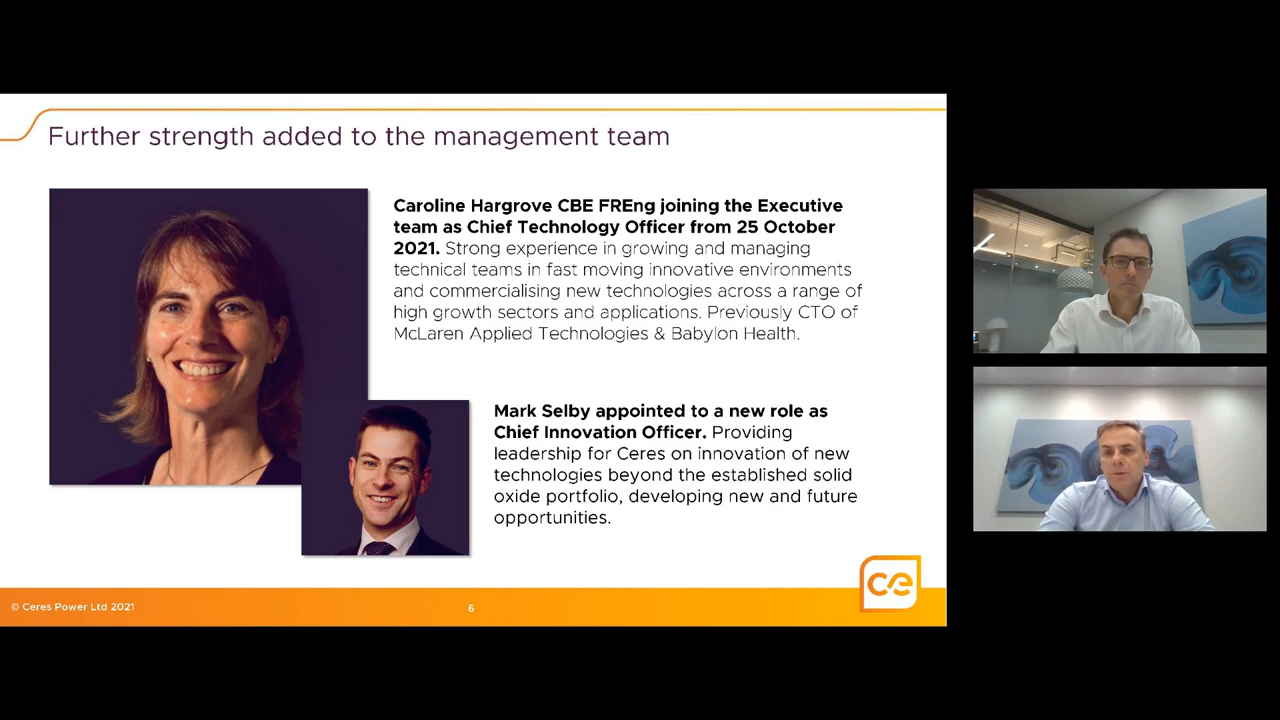 Further strength added to the management team
Caroline Hargrove CBE FREng joining the Executive
team as Chief Technology Officer from 25 October
2021. Strong experience in growing and managing
technical teams in fast moving innovative environments
and commercialising new technologies across a range of
high growth sectors and applications. Previously CTO of
McLaren Applied Technologies & Babylon Health.
Mark Selby appointed to a new role as
Chief Innovation Officer. Providing
leadership for Ceres on innovation of new
technologies beyond the established solid
oxide portfolio, developing new and future
opportunities.
ce
© Ceres Power Ltd 2021
6